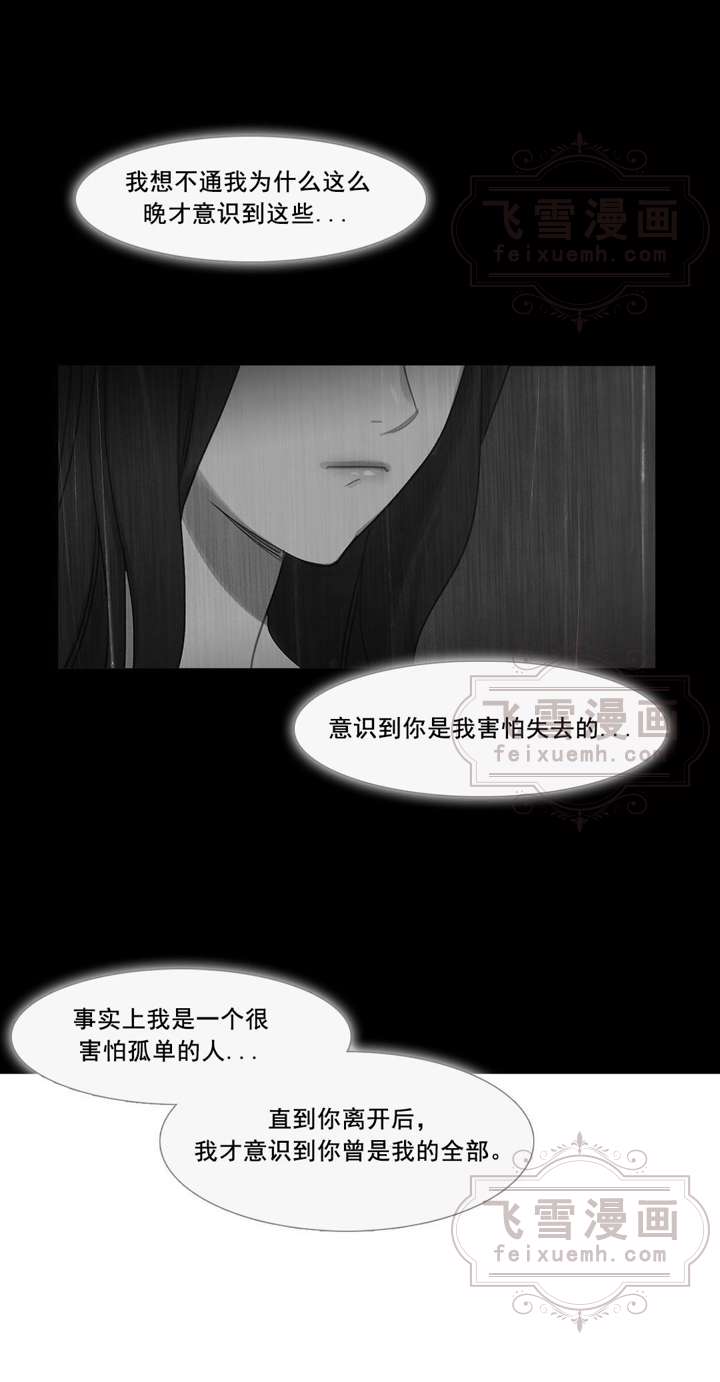 我想不通我为什么这么
晚才意识到这些...
飞雪漫画
feixuemh.com
意识到你是我害怕失去的...
飞雪漫画
feixuemh.com
事实上我是一个很
害怕孤单的人...
直到你离开后，
我才意识到你曾是我的全部。
飞雪漫画
feixuemh.com